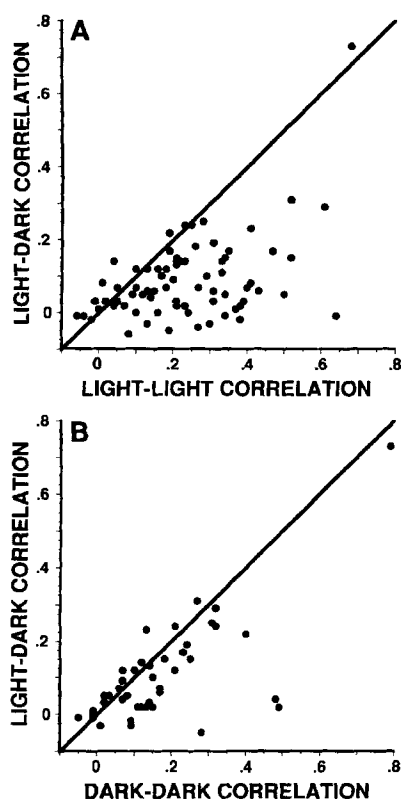 A
.8
.6
.4
.2
0
LIGHT-DARK CORRELATION
0 .2 .4 .6 .8
LIGHT-LIGHT CORRELATION
B
.8
.6
.4
.2
0
LIGHT-DARK CORRELATION
0 .2 .4 .6 .8
DARK-DARK CORRELATION